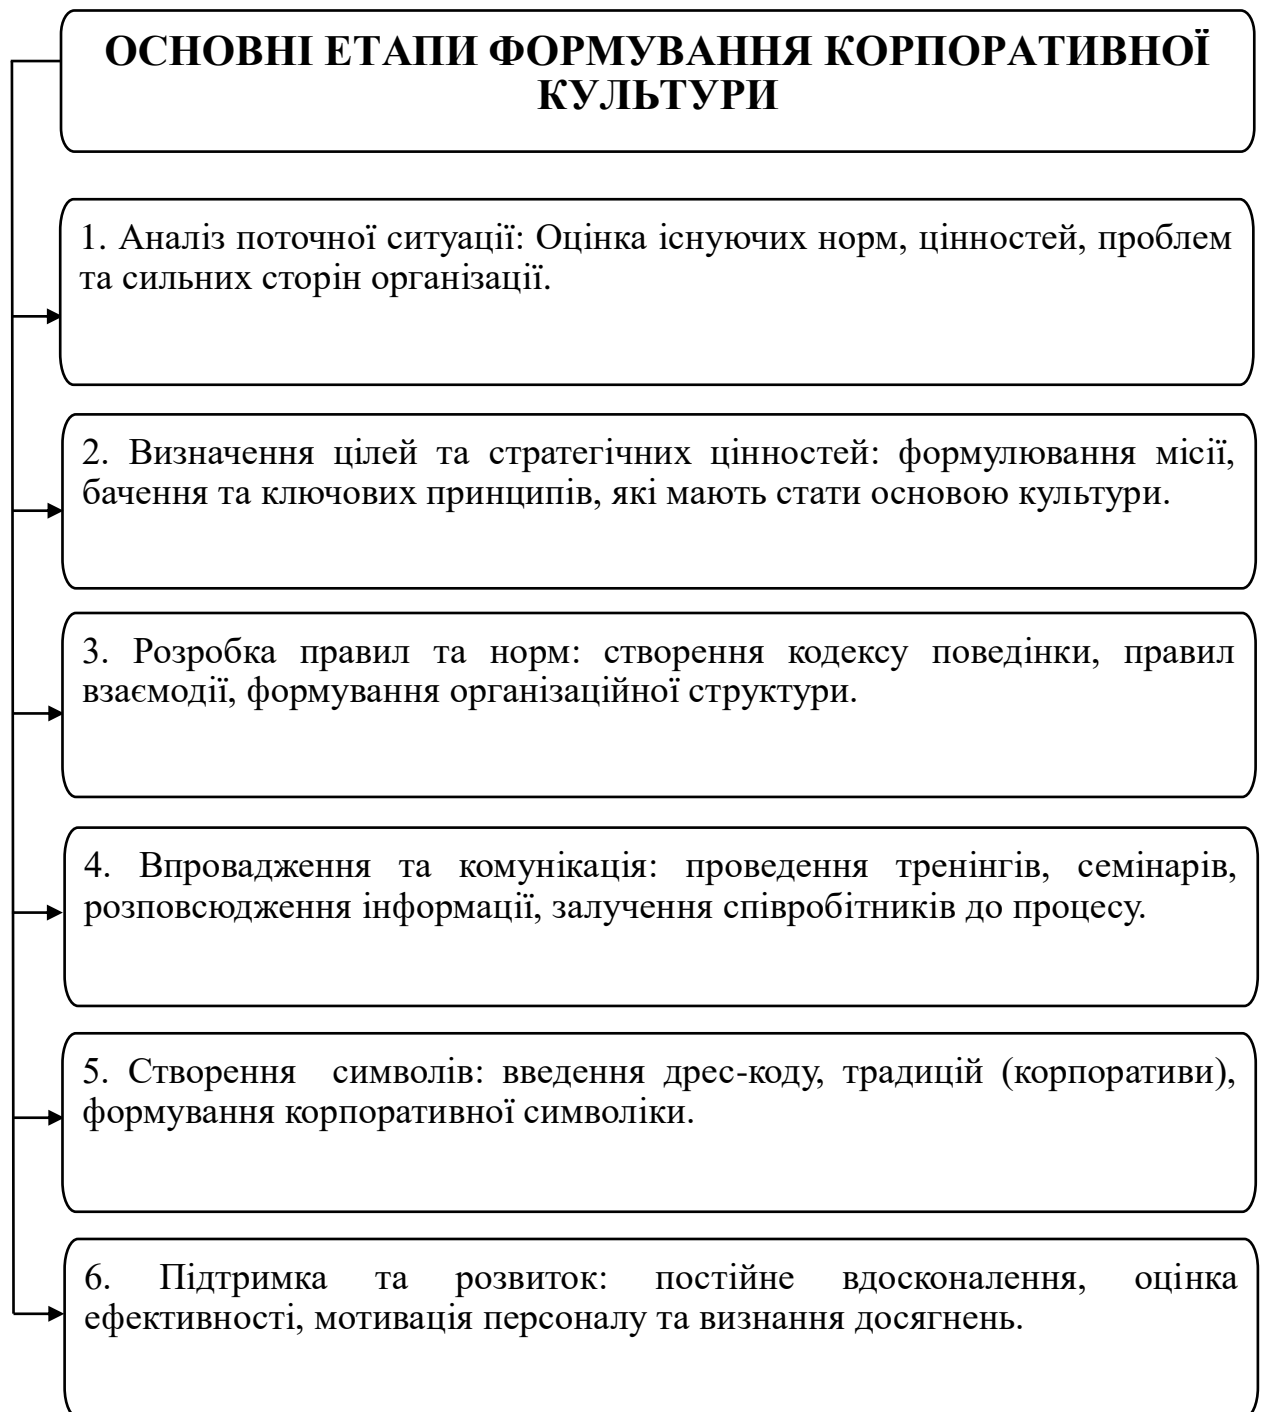 ОСНОВНІ ЕТАПИ ФОРМУВАННЯ КОРПОРАТИВНОЇ
КУЛЬТУРИ
1. Аналіз поточної ситуації: Оцінка існуючих норм, цінностей, проблем
та сильних сторін організації.
2. Визначення цілей та стратегічних цінностей: формулювання місії,
бачення та ключових принципів, які мають стати основою культури.
3. Розробка правил та норм: створення кодексу поведінки, правил
взаємодії, формування організаційної структури.
4. Впровадження та комунікація: проведення тренінгів, семінарів,
розповсюдження інформації, залучення співробітників до процесу.
5. Створення символів: введення дрес-коду, традицій (корпоративи),
формування корпоративної символіки.
6. Підтримка та розвиток: постійне вдосконалення, оцінка
ефективності, мотивація персоналу та визнання досягнень.